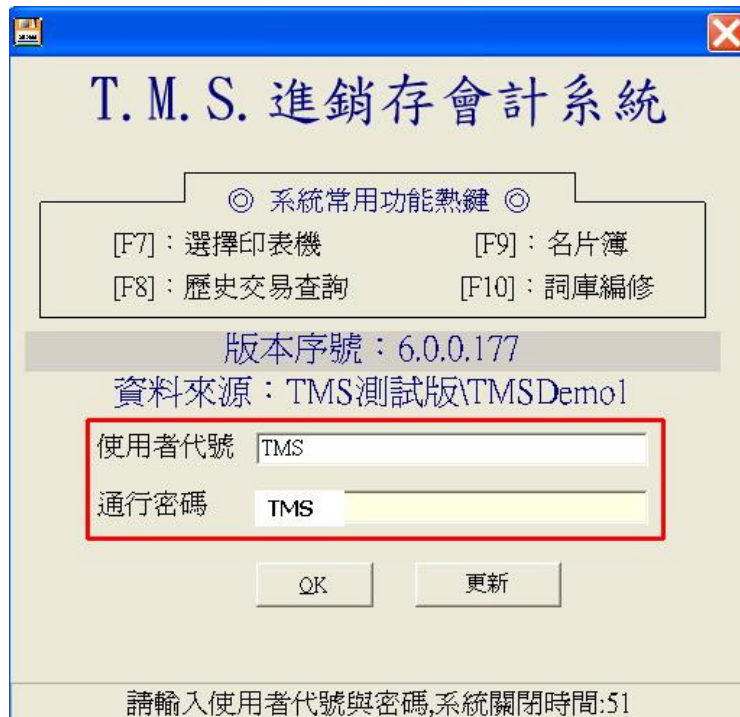 T.M.S.進銷存會計系統
◎ 系統常用功能熱鍵 ◎
[F7]：選擇印表機 [F9]：名片簿
[F8]：歷史交易查詢 [F10]：詞庫編修
版本序號：6.0.0.177
資料來源：TMS測試版\TMSDemo1
使用者代號 TMS
通行密碼 TMS
OK 更新
請輸入使用者代號與密碼,系統關閉時間:51